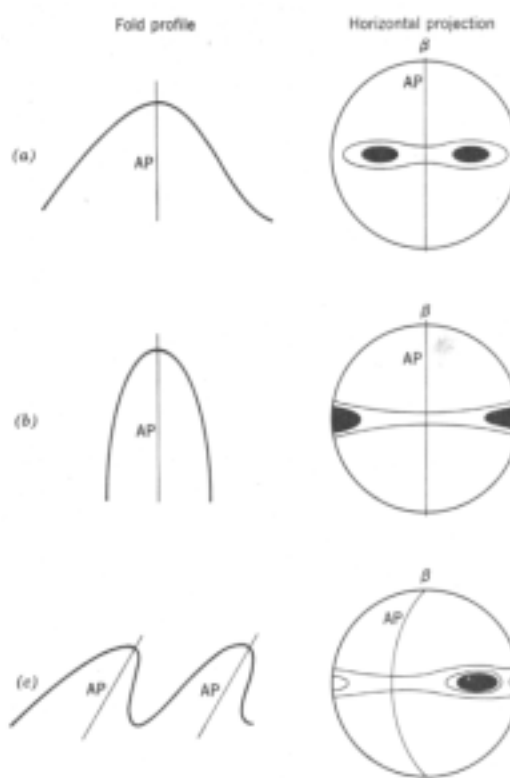 Fold profile
Horizontal projection
β
(a)
AP
AP
β
(b)
AP
AP
β
(c)
AP
AP
AP